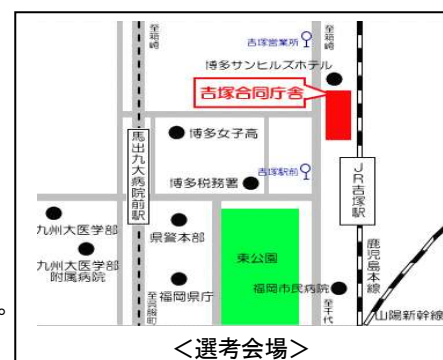 至箱崎
至箱崎
吉塚営業所
博多サンヒルズホテル
吉塚合同庁舎
博多女子高
馬出九大病院前駅
吉塚駅前
JR吉塚駅
博多税務署
九州大医学部
県警本部
九州大医学部
附属病院
東公園
鹿児島本線
福岡県庁
福岡市民病院
至呉服町
至千代
山陽新幹線
。
＜選考会場＞